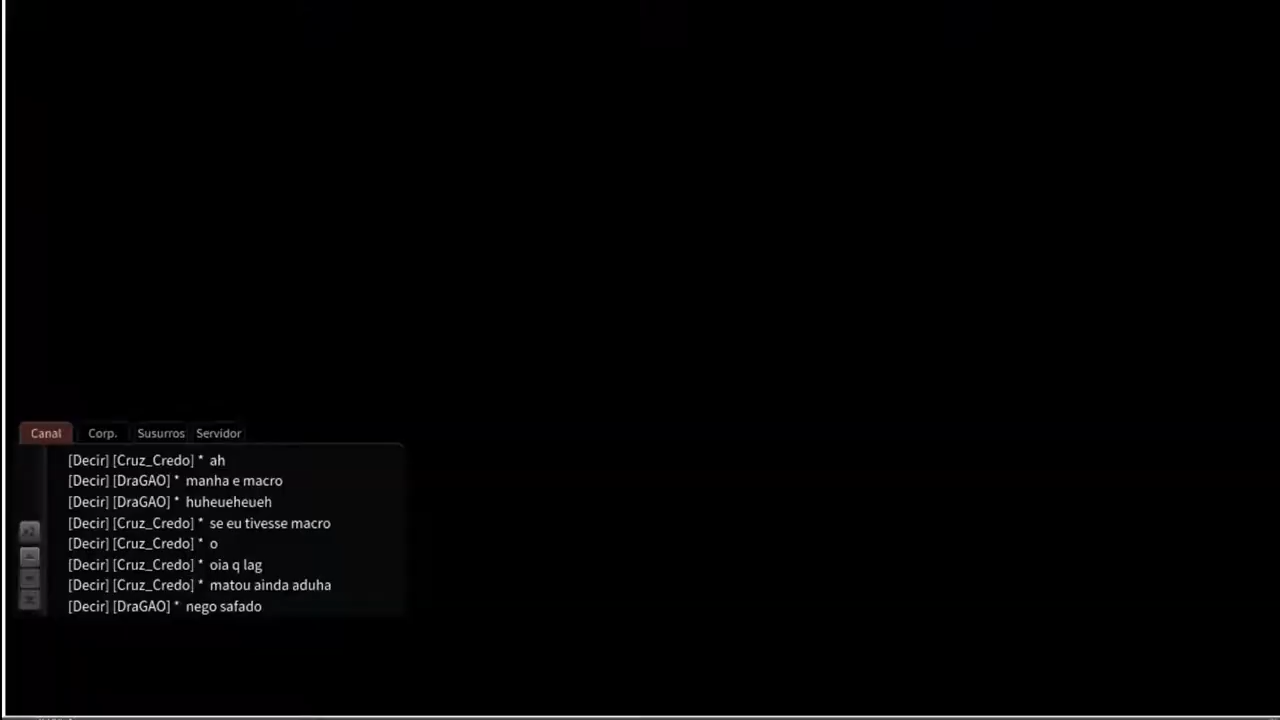 Canal Corp. Susurros Servidor
[Decir] [Cruz_Credo] * ah
[Decir] [DraGAO] * manha e macro
[Decir] [DraGAO] * huheueheueh
[Decir] [Cruz_Credo] * se eu tivesse macro
[Decir] [Cruz_Credo] * o
[Decir] [Cruz_Credo] * oia q lag
[Decir] [Cruz_Credo] * matou ainda aduha
[Decir] [DraGAO] * nego safado